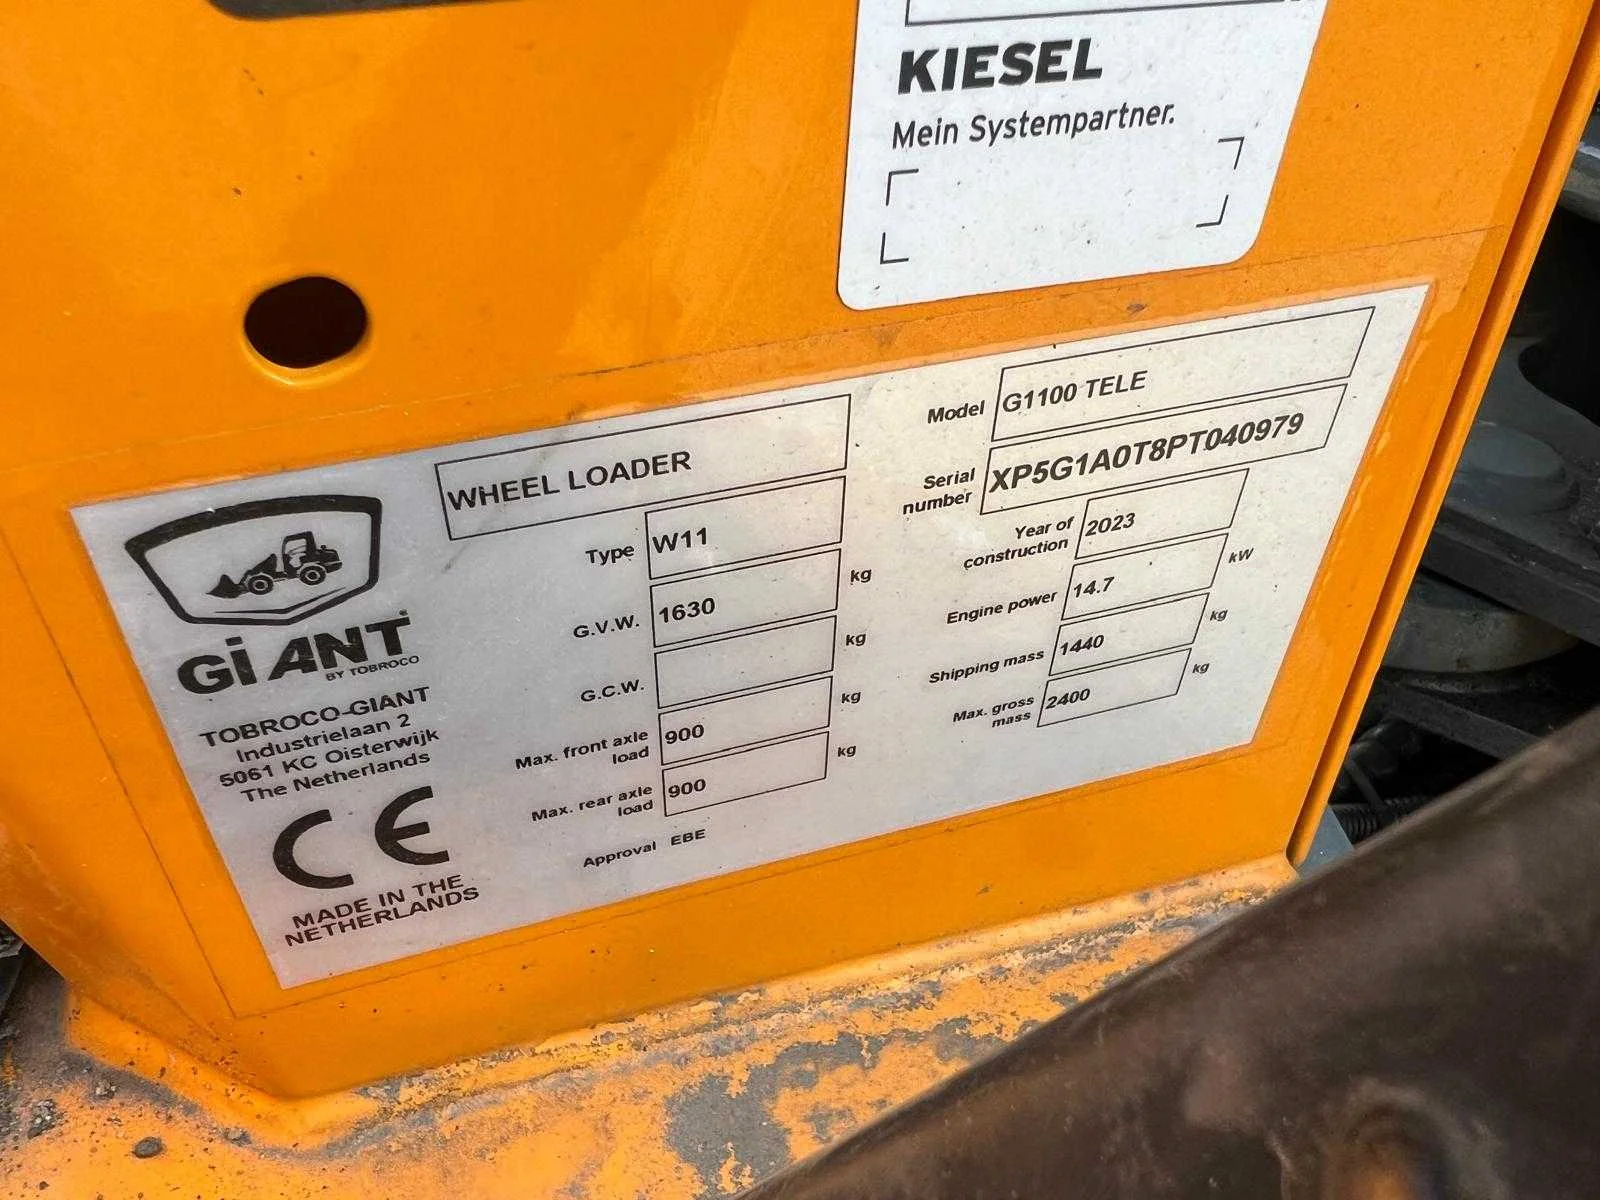 KIESEL
Mein Systempartner.
GiANT
BY TOBROCO
TOBROCO-GIANT
Industrielaan 2
5061 KC Oisterwijk
The Netherlands
CE
MADE IN THE
NETHERLANDS
WHEEL LOADER
Type W11
G.V.W. 1630 kg
G.C.W. kg
Max. front axle
load 900 kg
Max. rear axle
load 900 kg
Approval EBE
Model G1100 TELE
Serial
number XP5G1A0T8PT040979
Year of
construction 2023
Engine power 14.7 kW
Shipping mass 1440 kg
Max. gross
mass 2400 kg